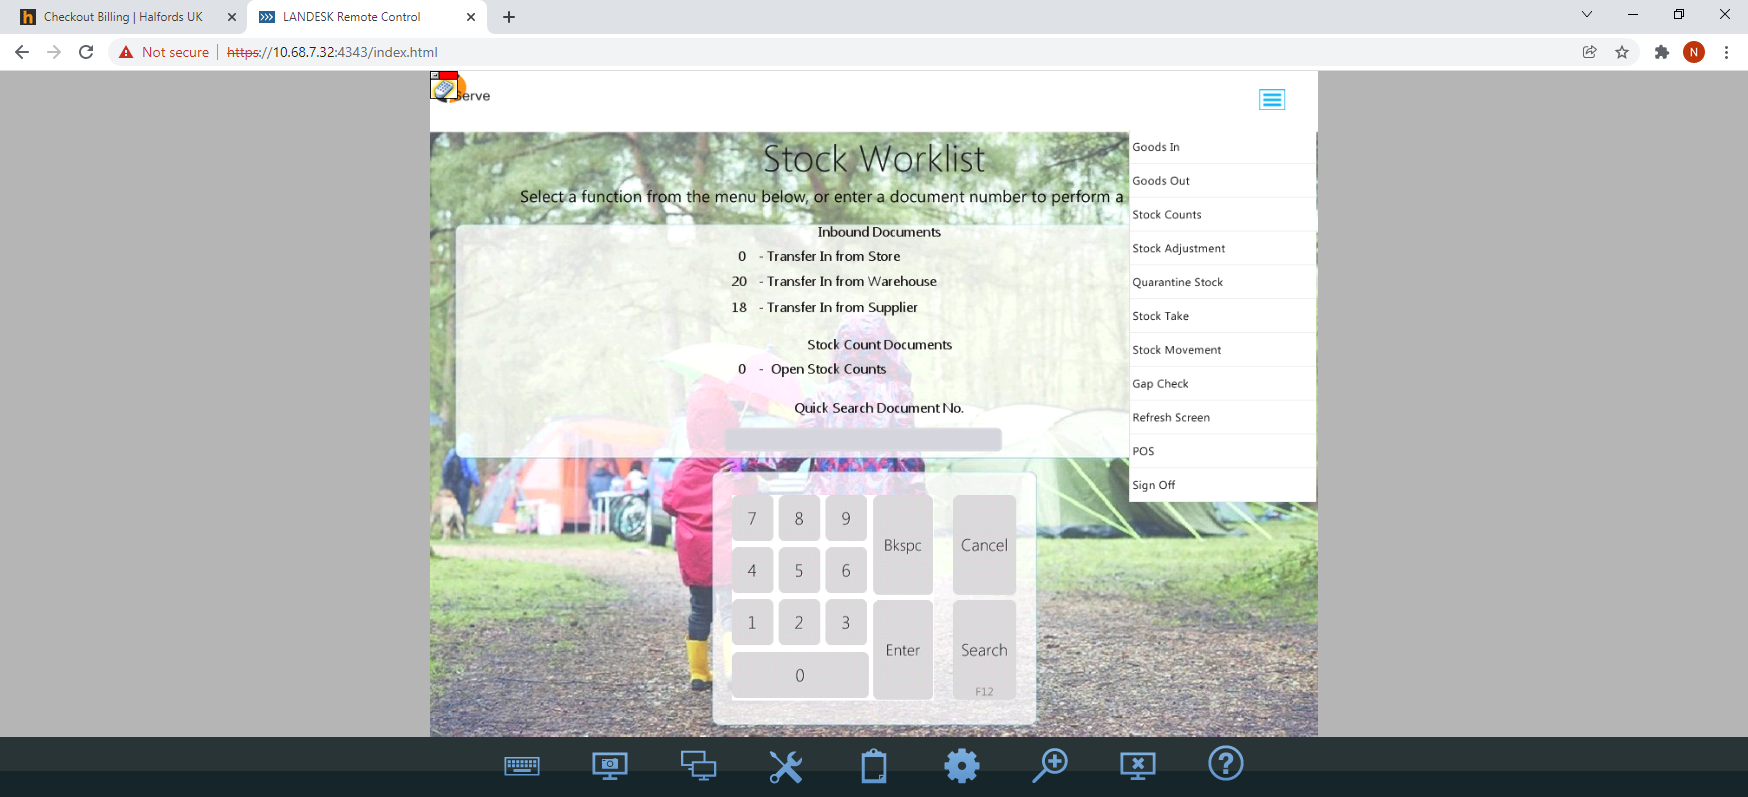 Checkout Billing | Halfords UK
LANDESK Remote Control
Not secure
https://10.68.7.32:4343/index.html
N
Serve
Stock Worklist
Select a function from the menu below, or enter a document number to perform a
Inbound Documents
0 - Transfer In from Store
20 - Transfer In from Warehouse
18 - Transfer In from Supplier
Stock Count Documents
0 - Open Stock Counts
Quick Search Document No.
Goods In
Goods Out
Stock Counts
Stock Adjustment
Quarantine Stock
Stock Take
Stock Movement
Gap Check
Refresh Screen
POS
Sign Off
7 8 9
Bkspc
Cancel
4 5 6
1 2 3
Enter
Search
0
F12